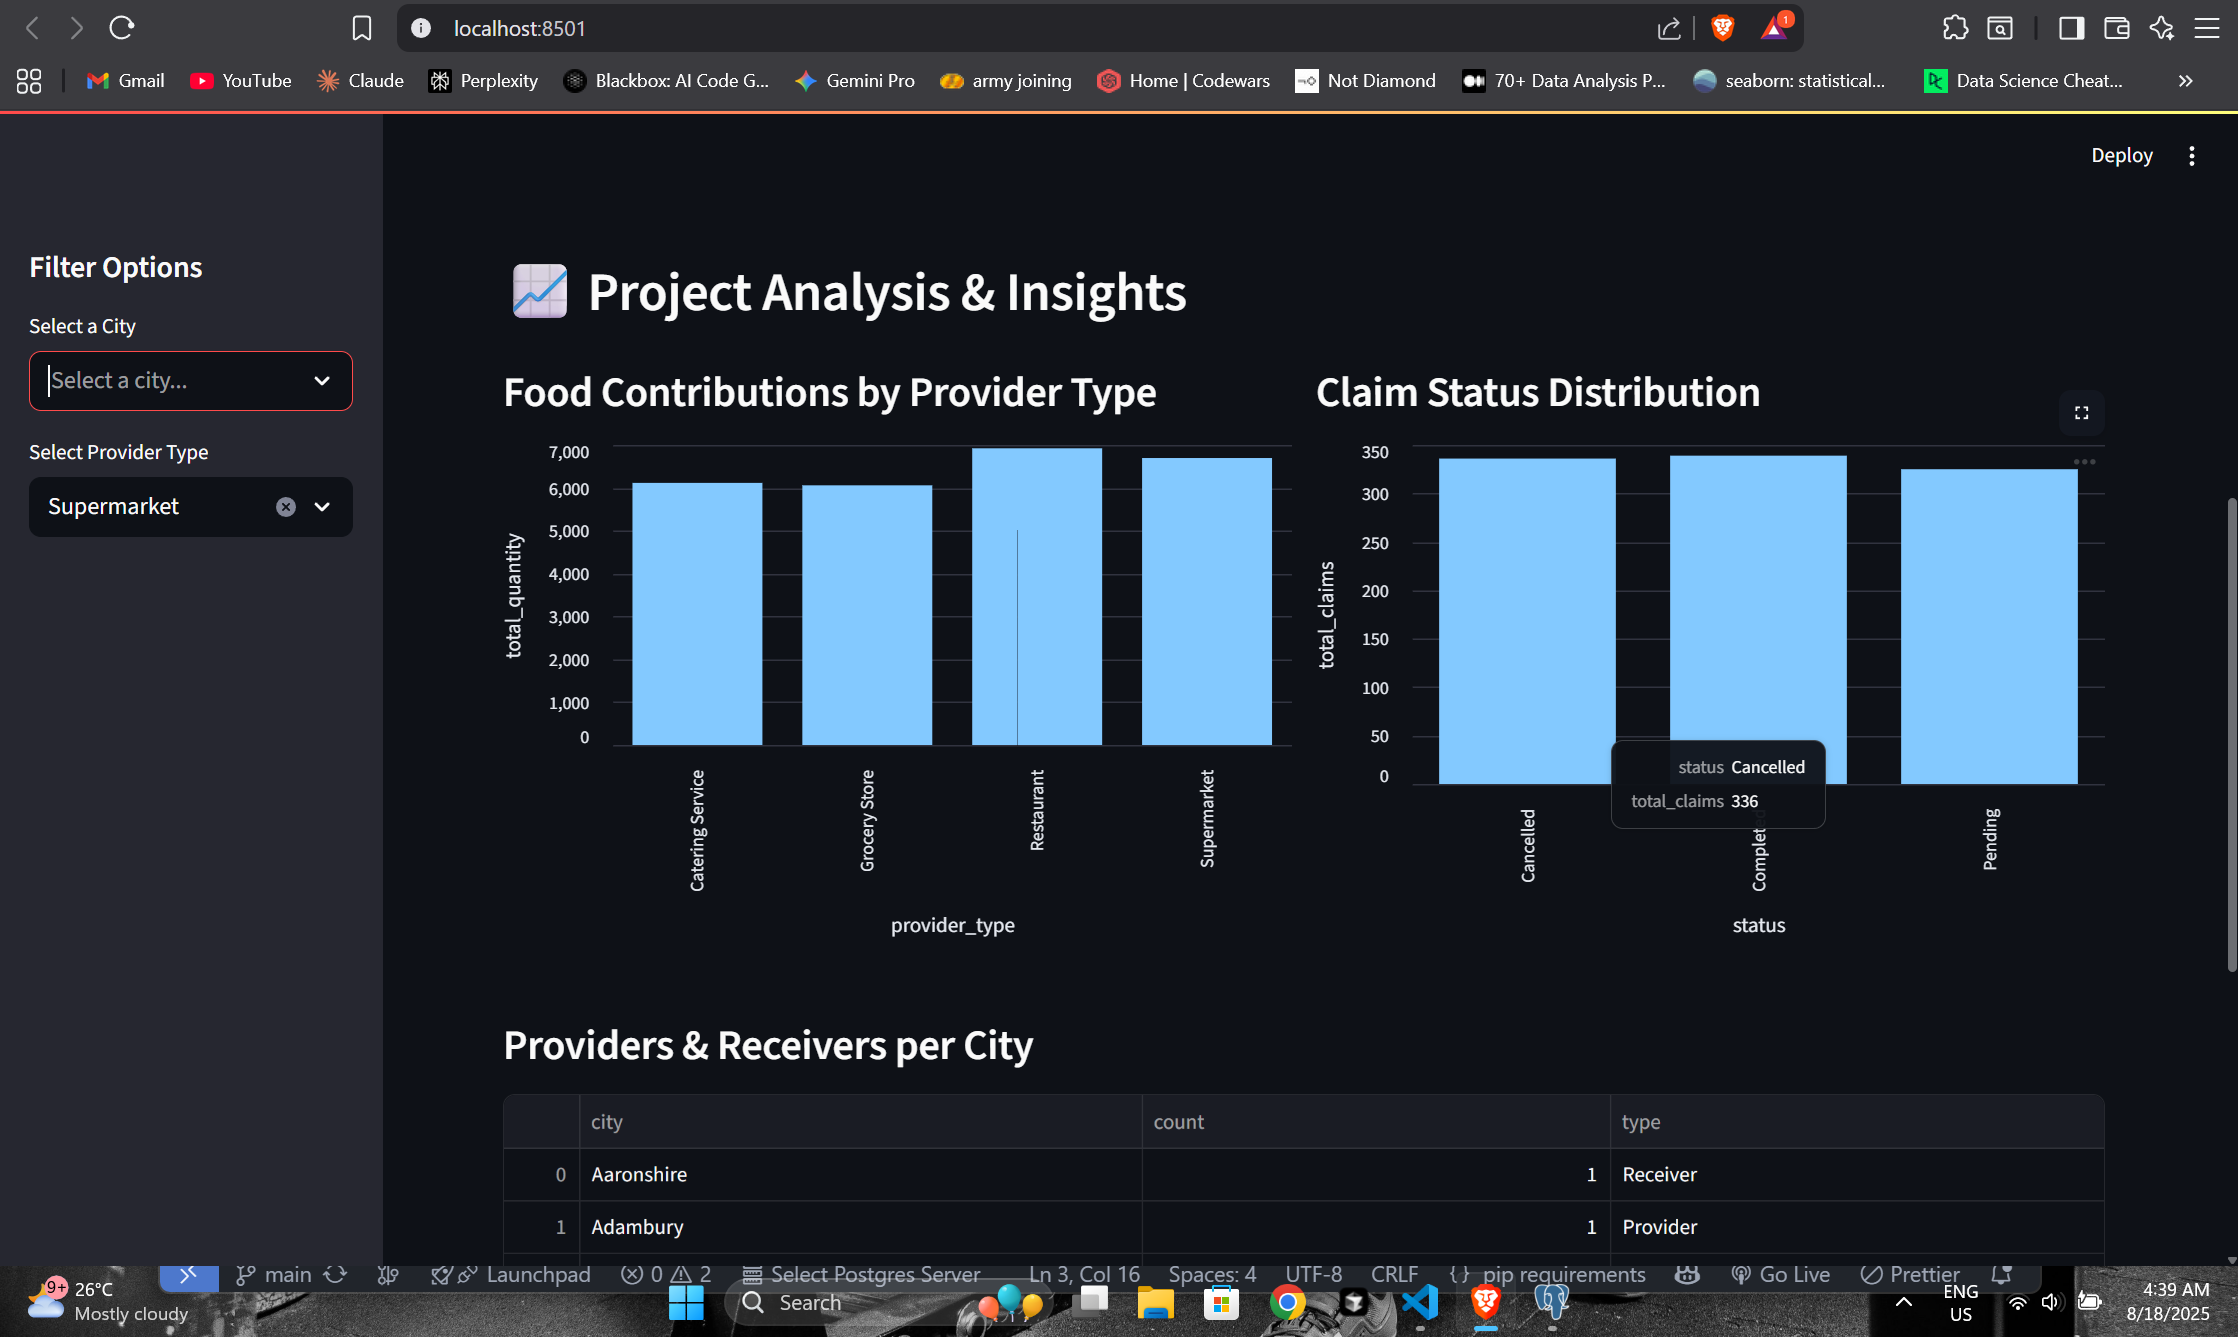 localhost:8501
1
Gmail
YouTube
Claude
Perplexity
Blackbox: AI Code G...
Gemini Pro
army joining
Home | Codewars
Not Diamond
70+ Data Analysis P...
seaborn: statistical...
Data Science Cheat...
»
Deploy
Filter Options
Select a City
Select a city...
Select Provider Type
Supermarket
Project Analysis & Insights
Food Contributions by Provider Type
7,000
6,000
5,000
4,000
3,000
2,000
1,000
0
total_quantity
Catering Service
Grocery Store
Restaurant
Supermarket
provider_type
Claim Status Distribution
350
300
250
200
150
100
50
0
total_claims
status Cancelled
total_claims 336
Cancelled
Complete
Pending
status
Providers & Receivers per City
city count type
0 Aaronshire 1 Receiver
1 Adambury 1 Provider
main
Launchpad
0
2
Select Postgres Server
Ln 3, Col 16
Spaces: 4
UTF-8
CRLF
{ } pip requirements
Go Live
Prettier
9+
26°C
Mostly cloudy
Search
ENG
US
4:39 AM
8/18/2025